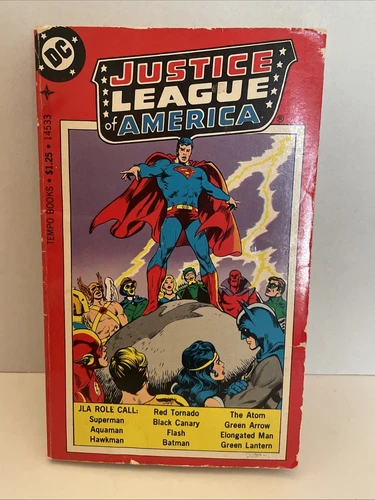 DC
JUSTICE
LEAGUE
of AMERICA
®
TEMPO BOOKS • $1.25 • 14533
JLA ROLE CALL:
Superman
Aquaman
Hawkman
Red Tornado
Black Canary
Flash
Batman
The Atom
Green Arrow
Elongated Man
Green Lantern